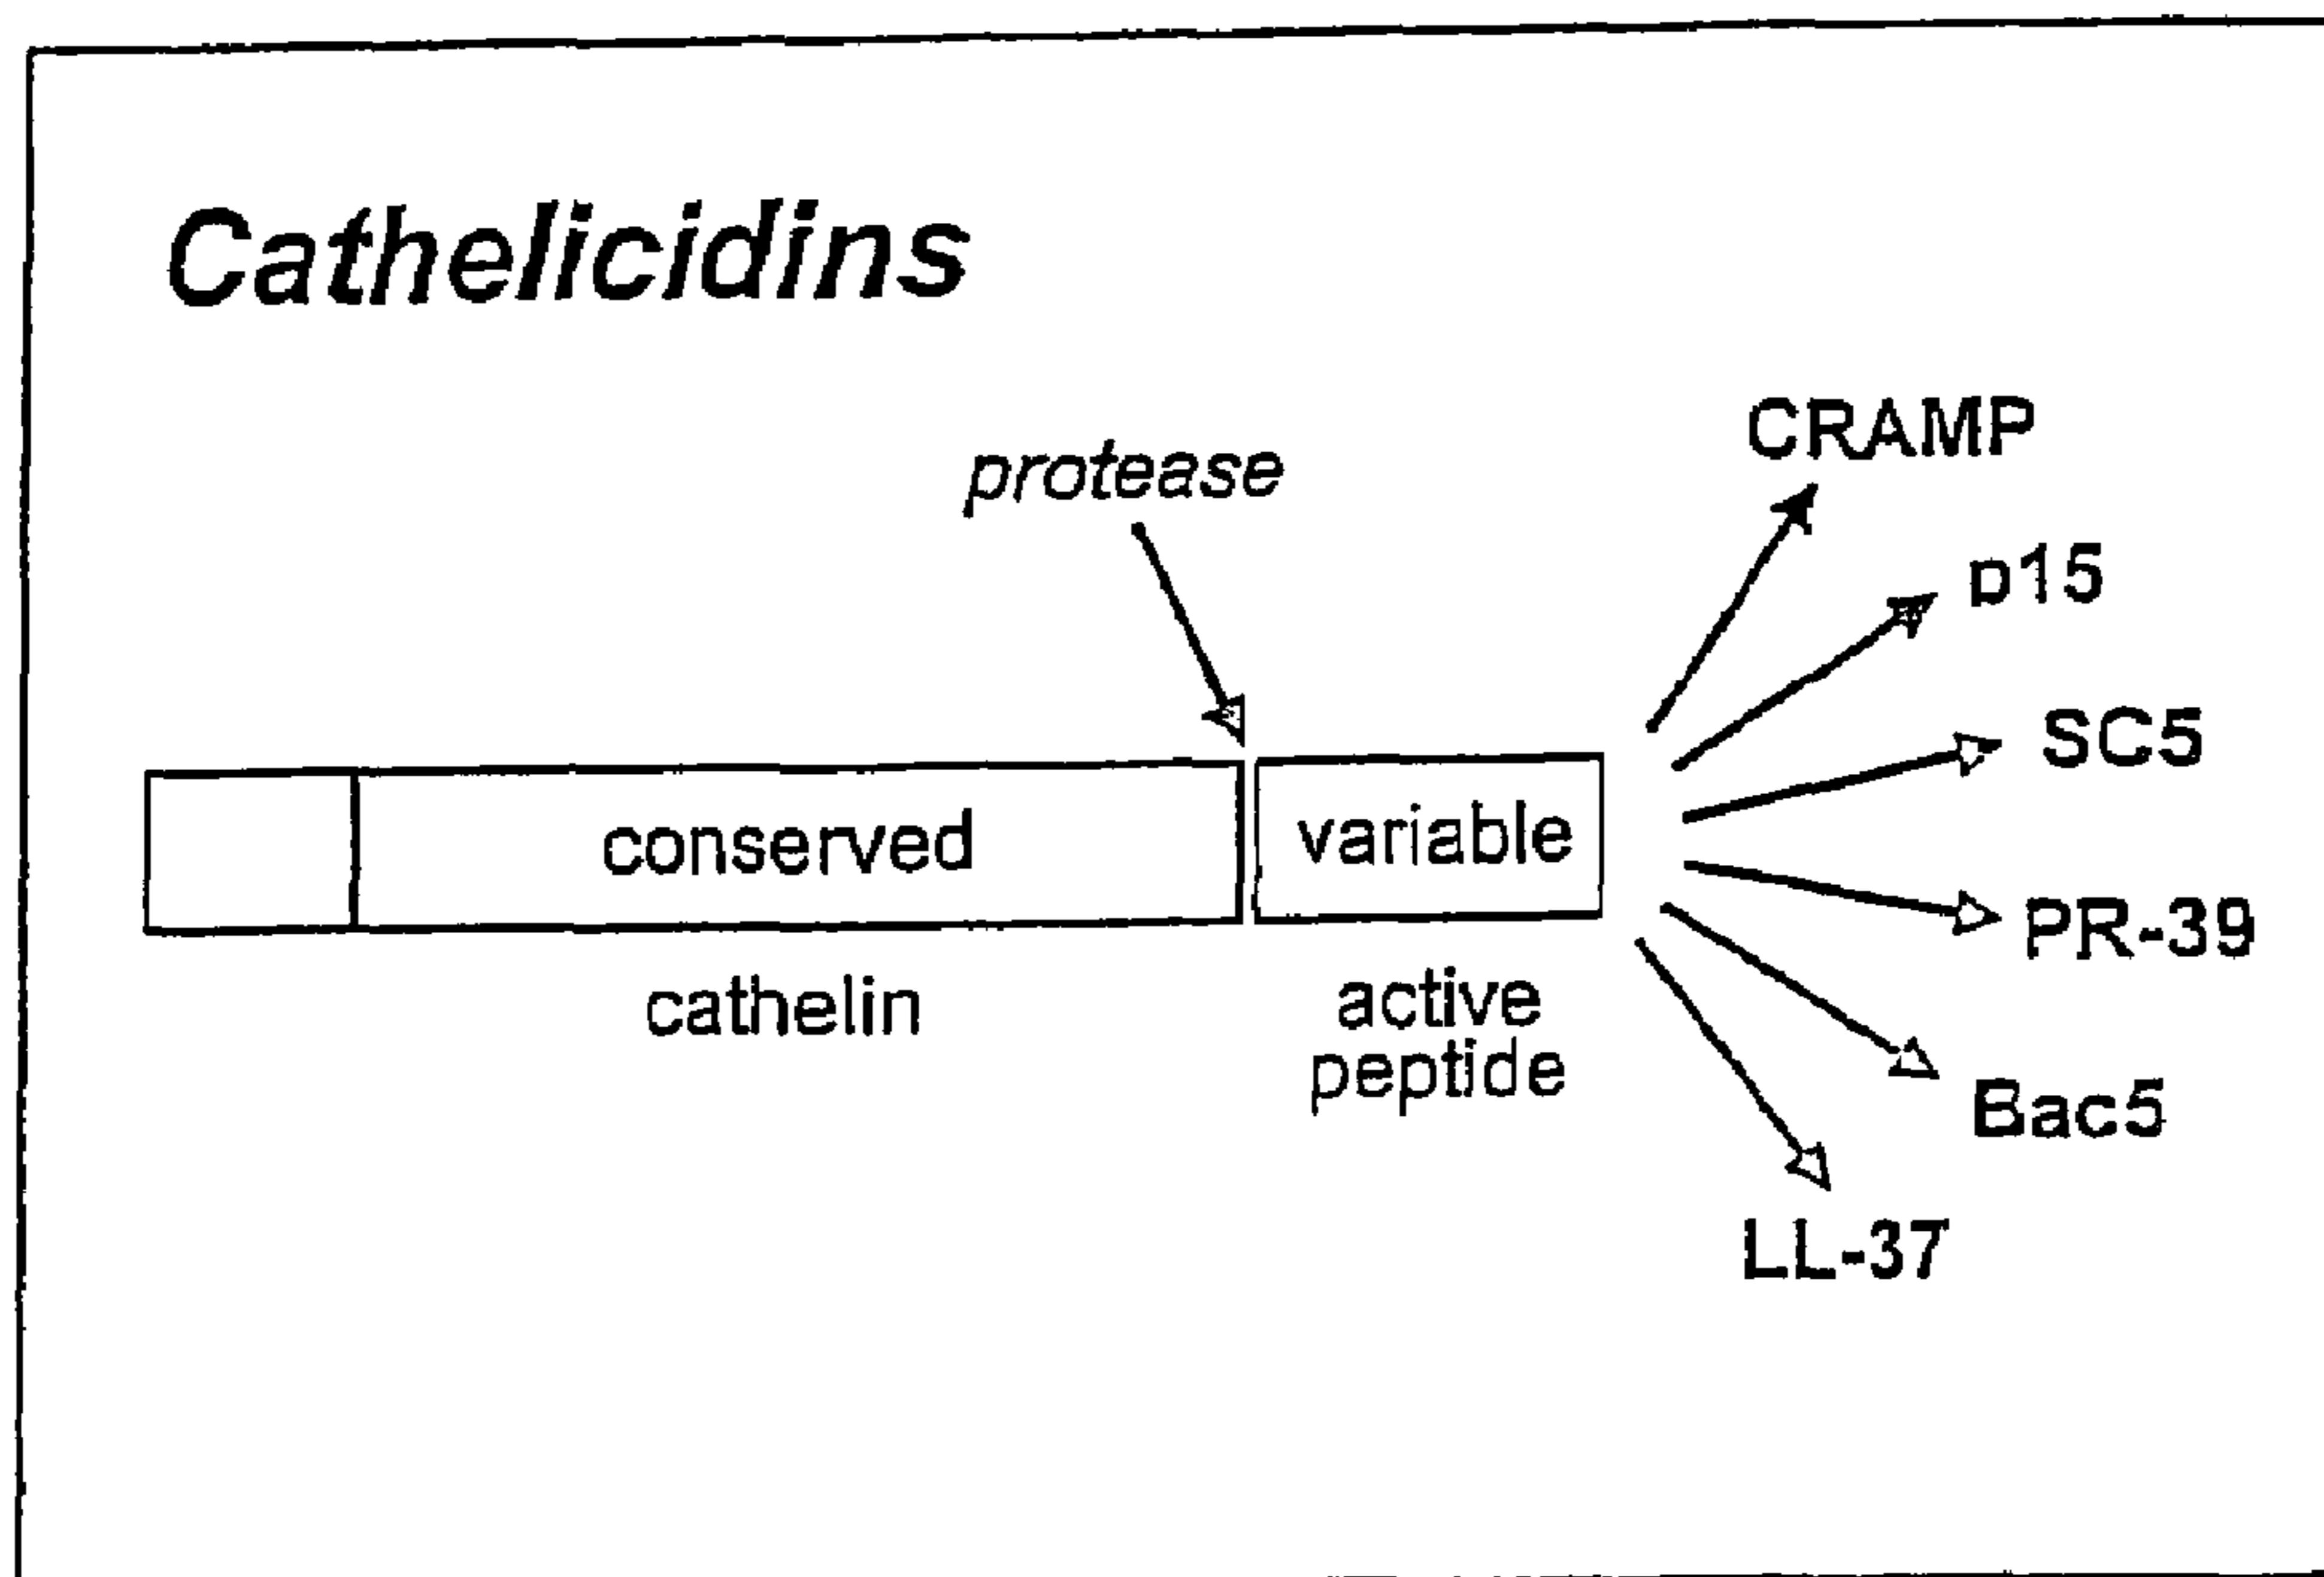 Cathelicidins
protease
CRAMP
p15
SC5
conserved
variable
PR-39
cathelin
active
peptide
Bac5
LL-37